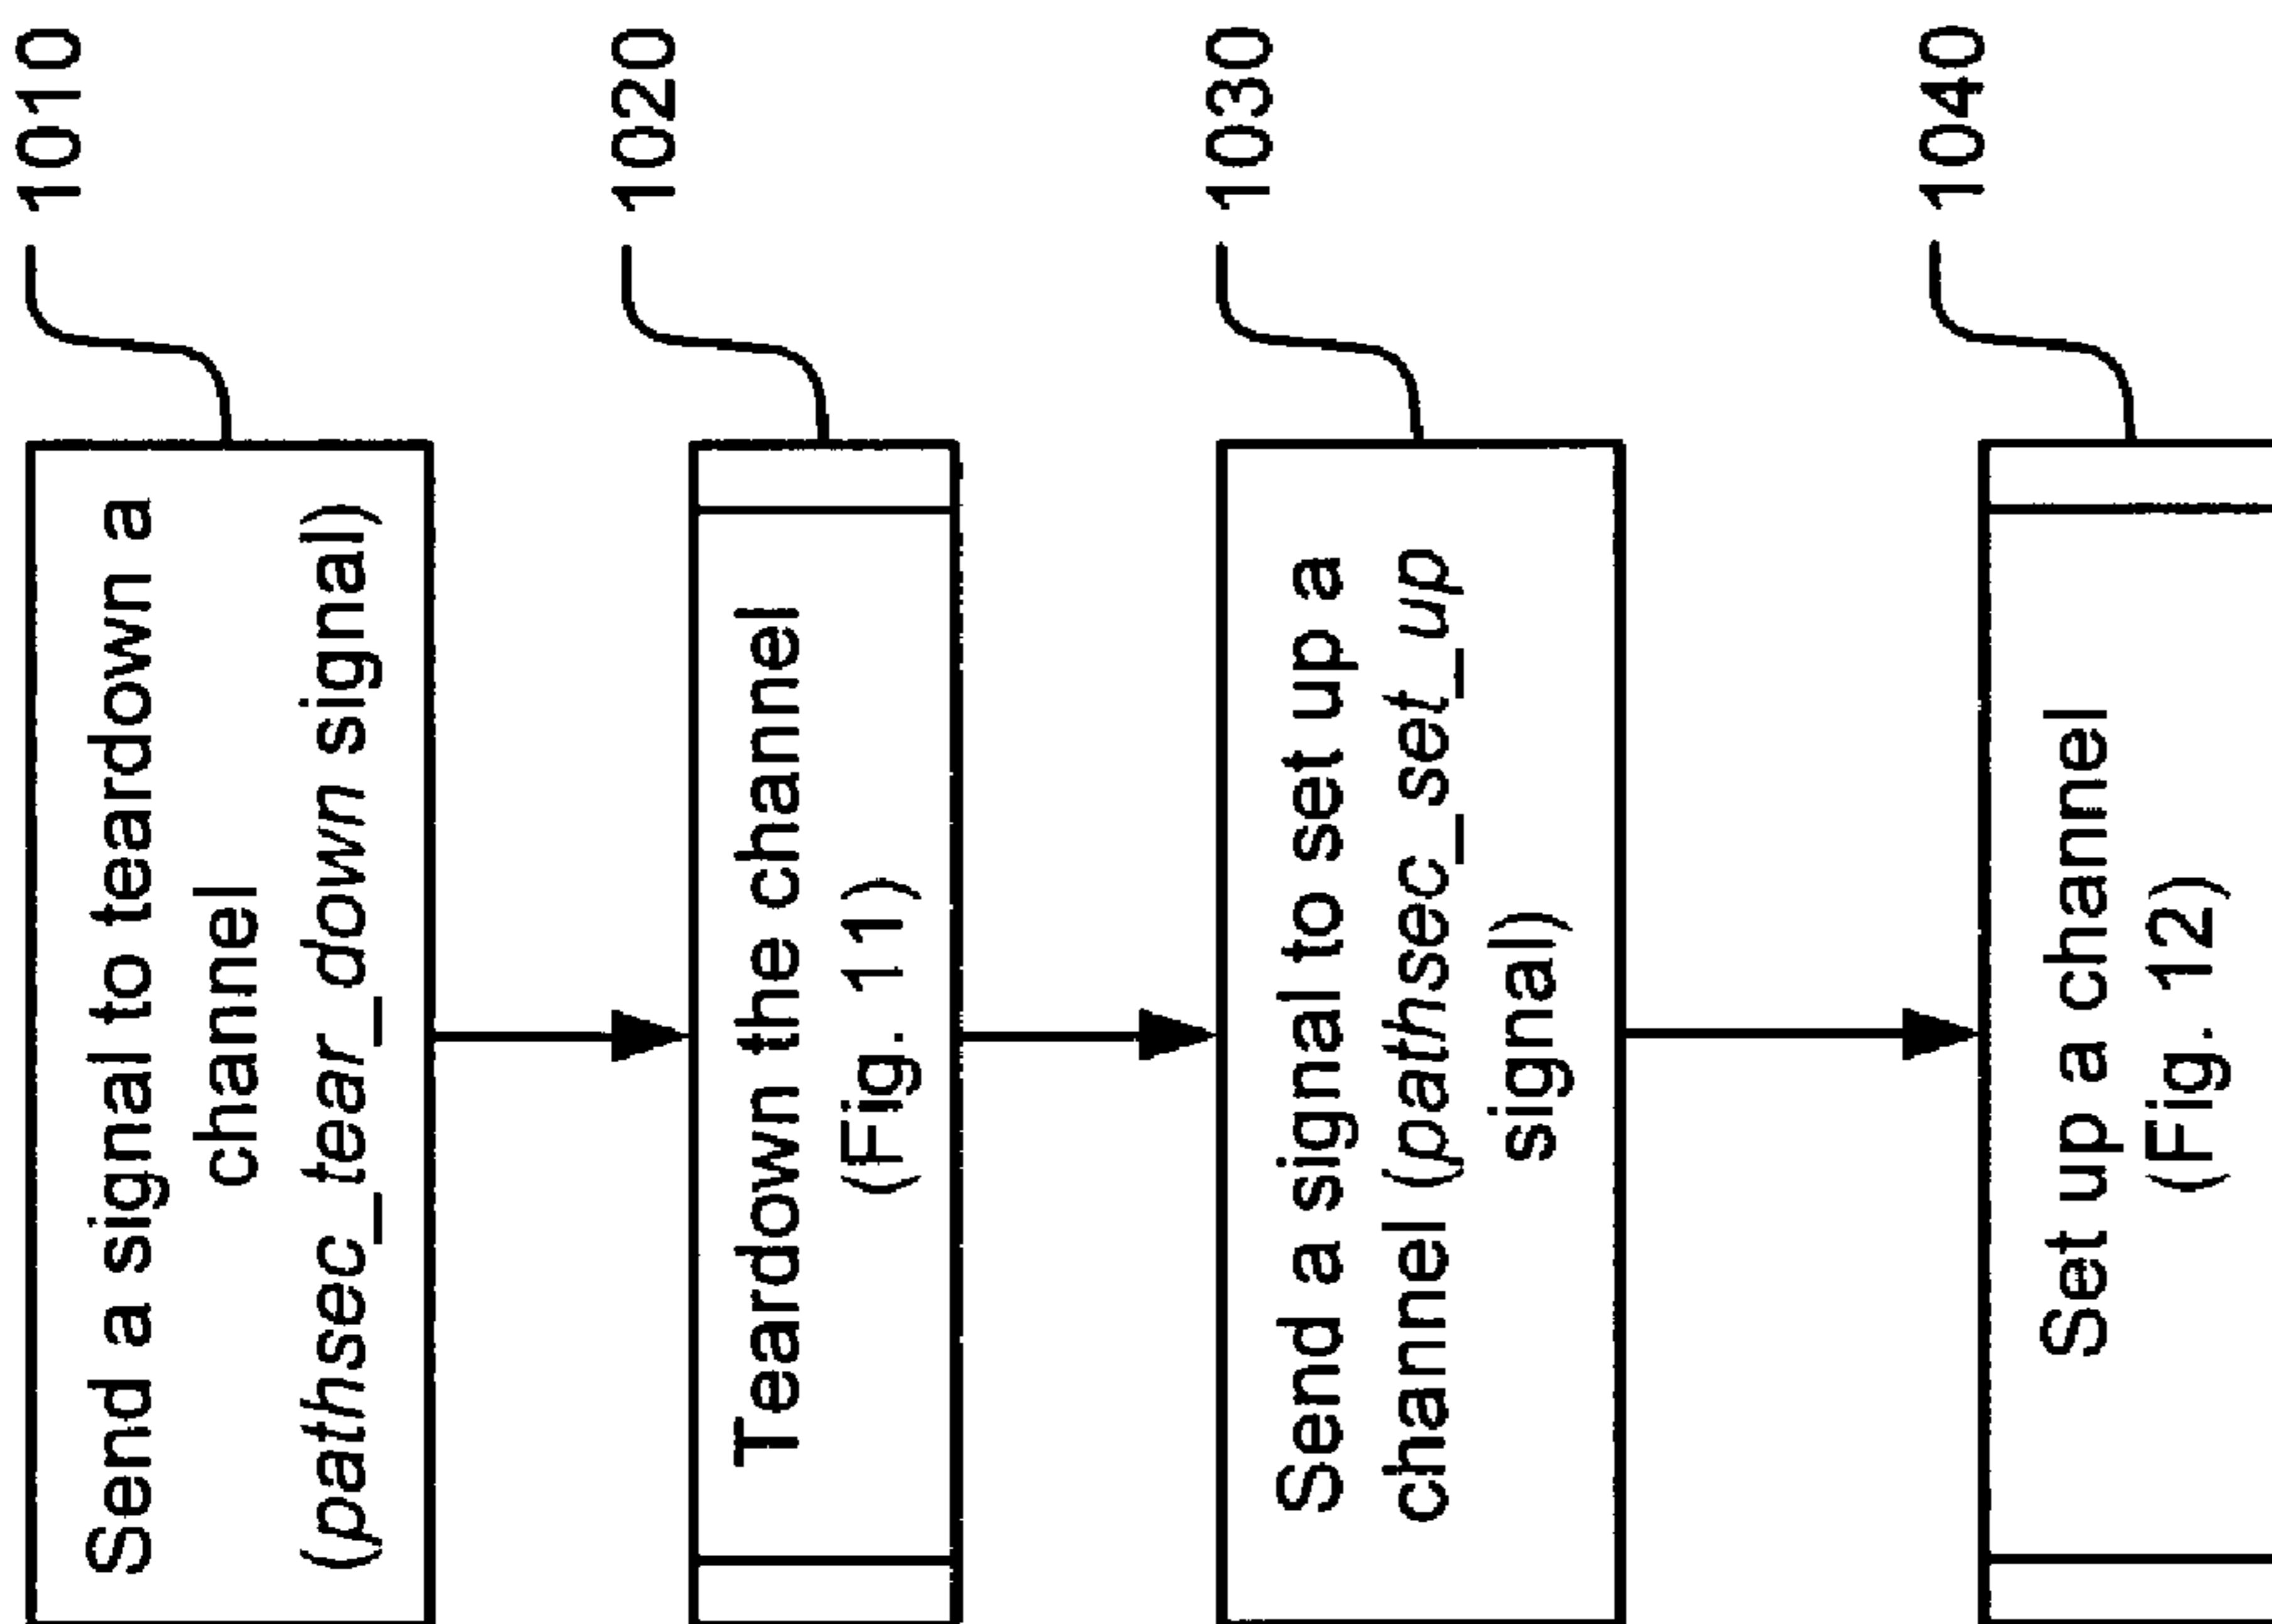 Send a signal to teardown a
channel
(pathsec_tear_down signal)
1010
Teardown the channel
(Fig. 11)
1020
Send a signal to set up a
channel (pathsec_set_up
signal)
1030
Set up a channel
(Fig. 12)
1040